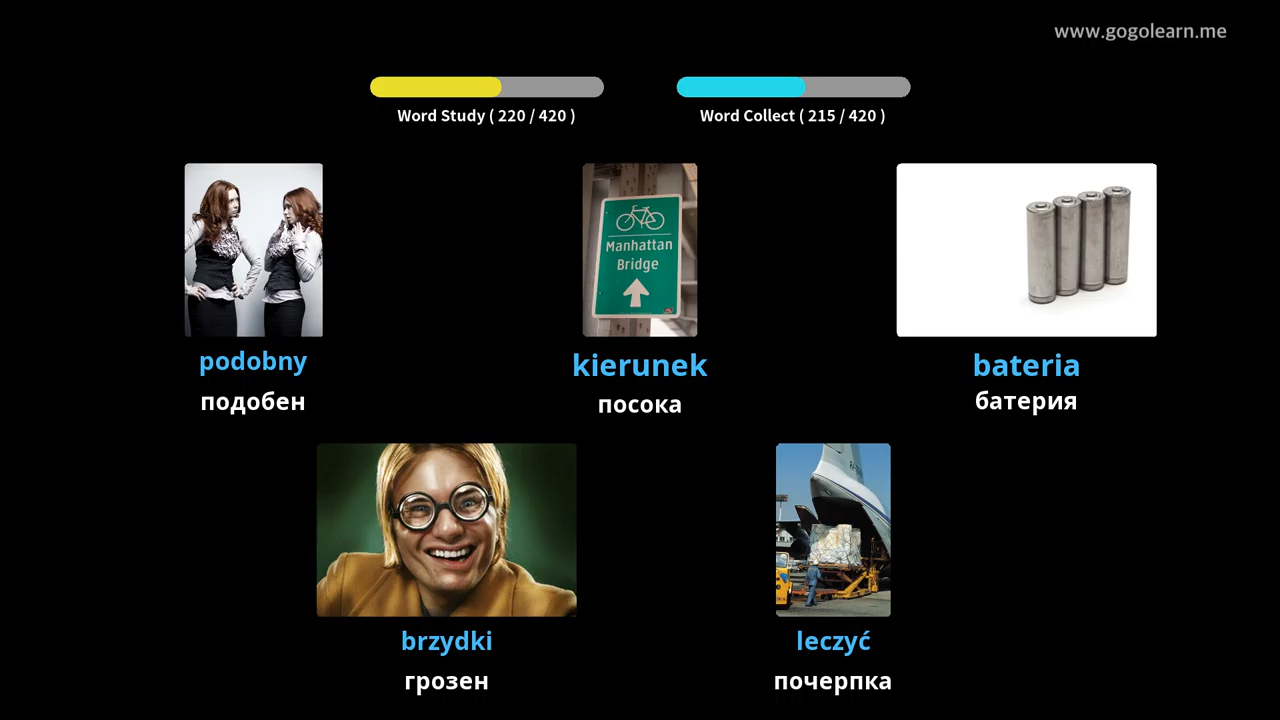 www.gogolearn.me
Word Study ( 220 / 420 )
Word Collect ( 215 / 420 )
Manhattan
Bridge
podobny
kierunek
bateria
подобен
посока
батерия
brzydki
leczyć
грозен
почерпка